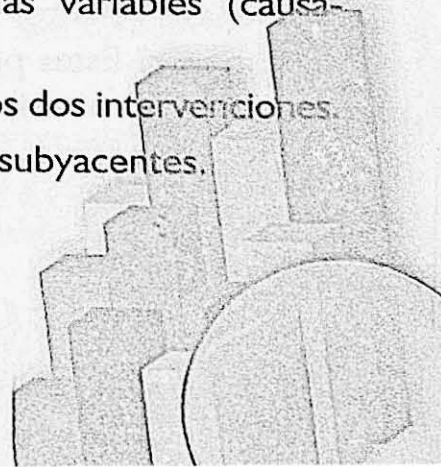 as variables (causa-
os dos intervenciones.
subyacentes.